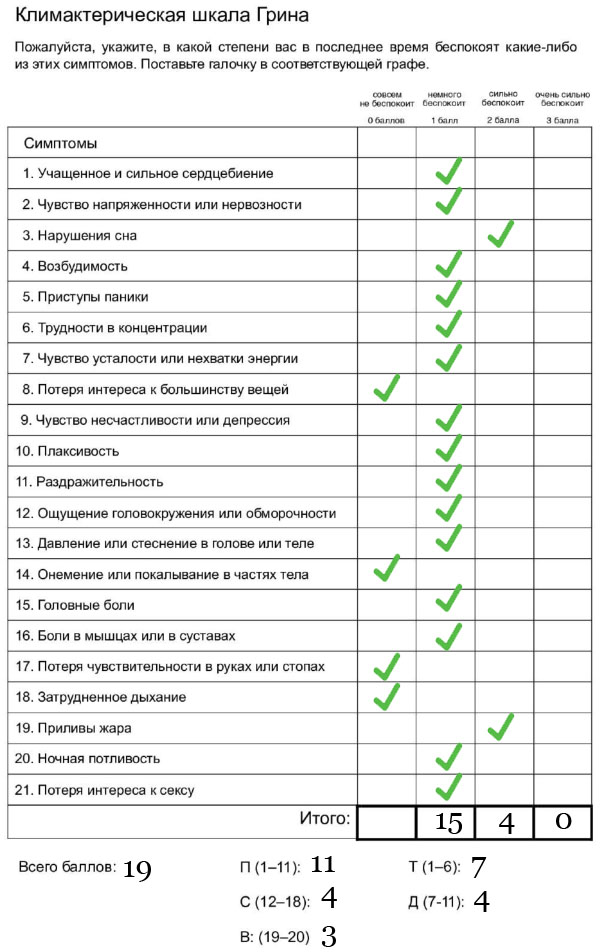 Климактерическая шкала Грина
Пожалуйста, укажите, в какой степени вас в последнее время беспокоят какие-либо
из этих симптомов. Поставьте галочку в соответствующей графе.
совсем не беспокоит 0 баллов
немного беспокоит 1 балл
сильно беспокоит 2 балла
очень сильно беспокоит 3 балла
Симптомы
1. Учащенное и сильное сердцебиение
2. Чувство напряженности или нервозности
3. Нарушения сна
4. Возбудимость
5. Приступы паники
6. Трудности в концентрации
7. Чувство усталости или нехватки энергии
8. Потеря интереса к большинству вещей
9. Чувство несчастливости или депрессия
10. Плаксивость
11. Раздражительность
12. Ощущение головокружения или обморочности
13. Давление или стеснение в голове или теле
14. Онемение или покалывание в частях тела
15. Головные боли
16. Боли в мышцах или в суставах
17. Потеря чувствительности в руках или стопах
18. Затрудненное дыхание
19. Приливы жара
20. Ночная потливость
21. Потеря интереса к сексу
Итого: 15 4 0
Всего баллов: 19 П (1–11): 11 Т (1–6): 7
С (12–18): 4 Д (7-11): 4
В: (19–20) 3